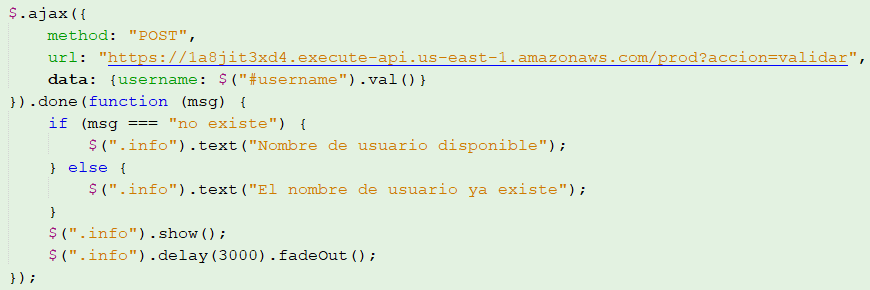 $.ajax({
    method: "POST",
    url: "https://1a8jit3xd4.execute-api.us-east-1.amazonaws.com/prod?accion=validar",
    data: {username: $("#username").val()}
}).done(function (msg) {
    if (msg === "no existe") {
        $(".info").text("Nombre de usuario disponible");
    } else {
        $(".info").text("El nombre de usuario ya existe");
    }
    $(".info").show();
    $(".info").delay(3000).fadeOut();
});